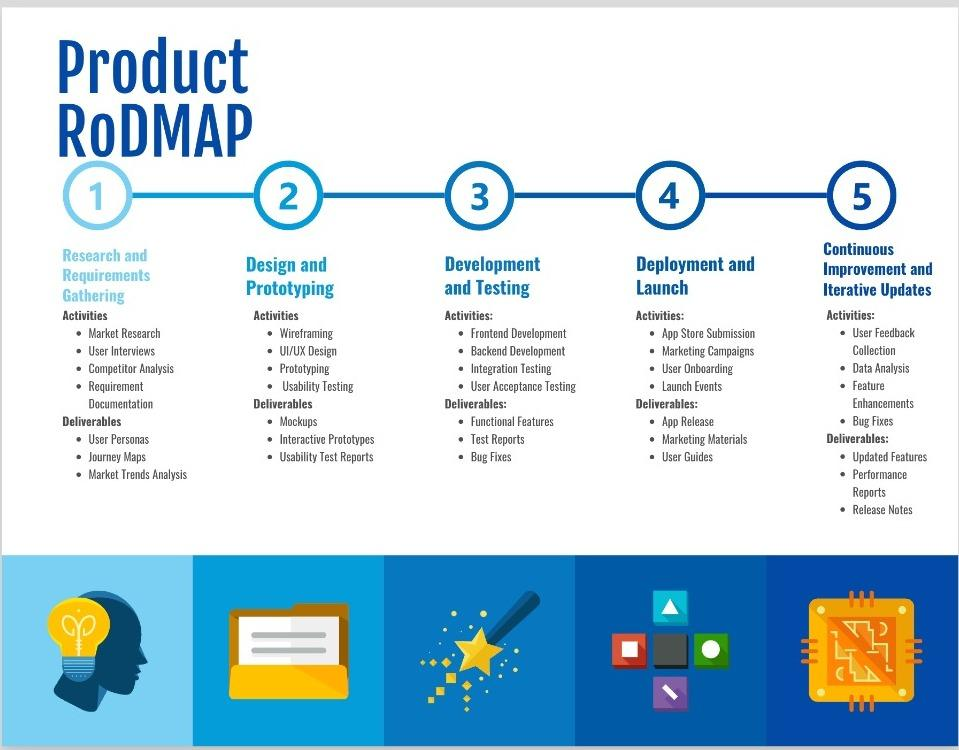 Product
RoDMAP
1
2
3
4
5
Research and
Requirements
Gathering
Activities
Market Research
User Interviews
Competitor Analysis
Requirement
Documentation
Deliverables
User Personas
Journey Maps
Market Trends Analysis
Design and
Prototyping
Activities
Wireframing
UI/UX Design
Prototyping
Usability Testing
Deliverables
Mockups
Interactive Prototypes
Usability Test Reports
Development
and Testing
Activities:
Frontend Development
Backend Development
Integration Testing
User Acceptance Testing
Deliverables:
Functional Features
Test Reports
Bug Fixes
Deployment and
Launch
Activities:
App Store Submission
Marketing Campaigns
User Onboarding
Launch Events
Deliverables:
App Release
Marketing Materials
User Guides
Continuous
Improvement and
Iterative Updates
Activities:
User Feedback
Collection
Data Analysis
Feature
Enhancements
Bug Fixes
Deliverables:
Updated Features
Performance
Reports
Release Notes